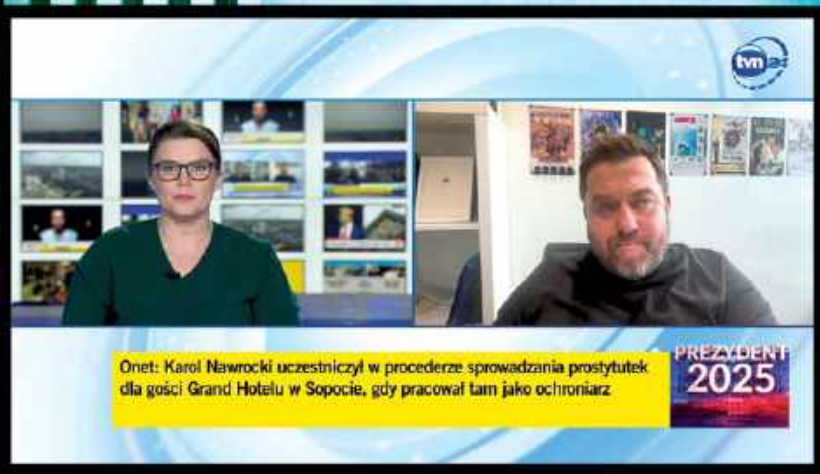 tvn24
Onet: Karol Nawrocki uczestniczył w procederze sprowadzania prostytutek
dla gości Grand Hotelu w Sopocie, gdy pracował tam jako ochroniarz
PREZYDENT
2025